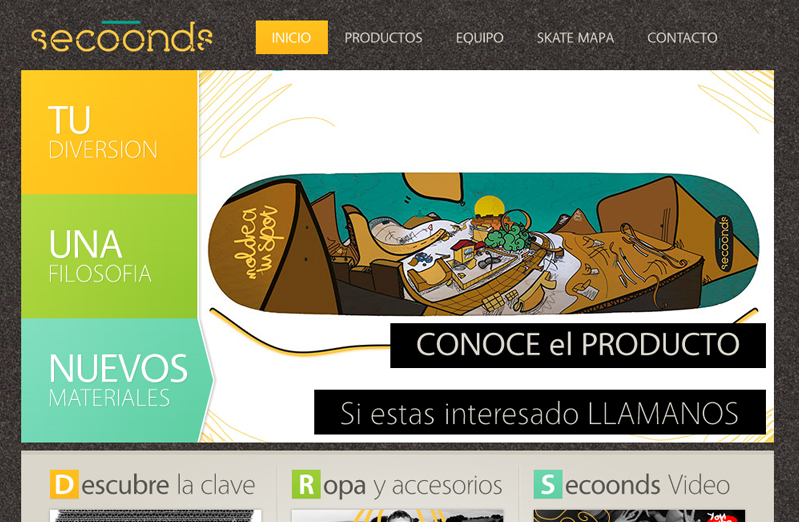 secoonds
INICIO
PRODUCTOS
EQUIPO
SKATE MAPA
CONTACTO
TU
DIVERSION
UNA
FILOSOFIA
NUEVOS
MATERIALES
moldea
tu spot
secoonds
CONOCE el PRODUCTO
Si estas interesado LLAMANOS
Descubre la clave
Ropa y accesorios
Secoonds Video
You